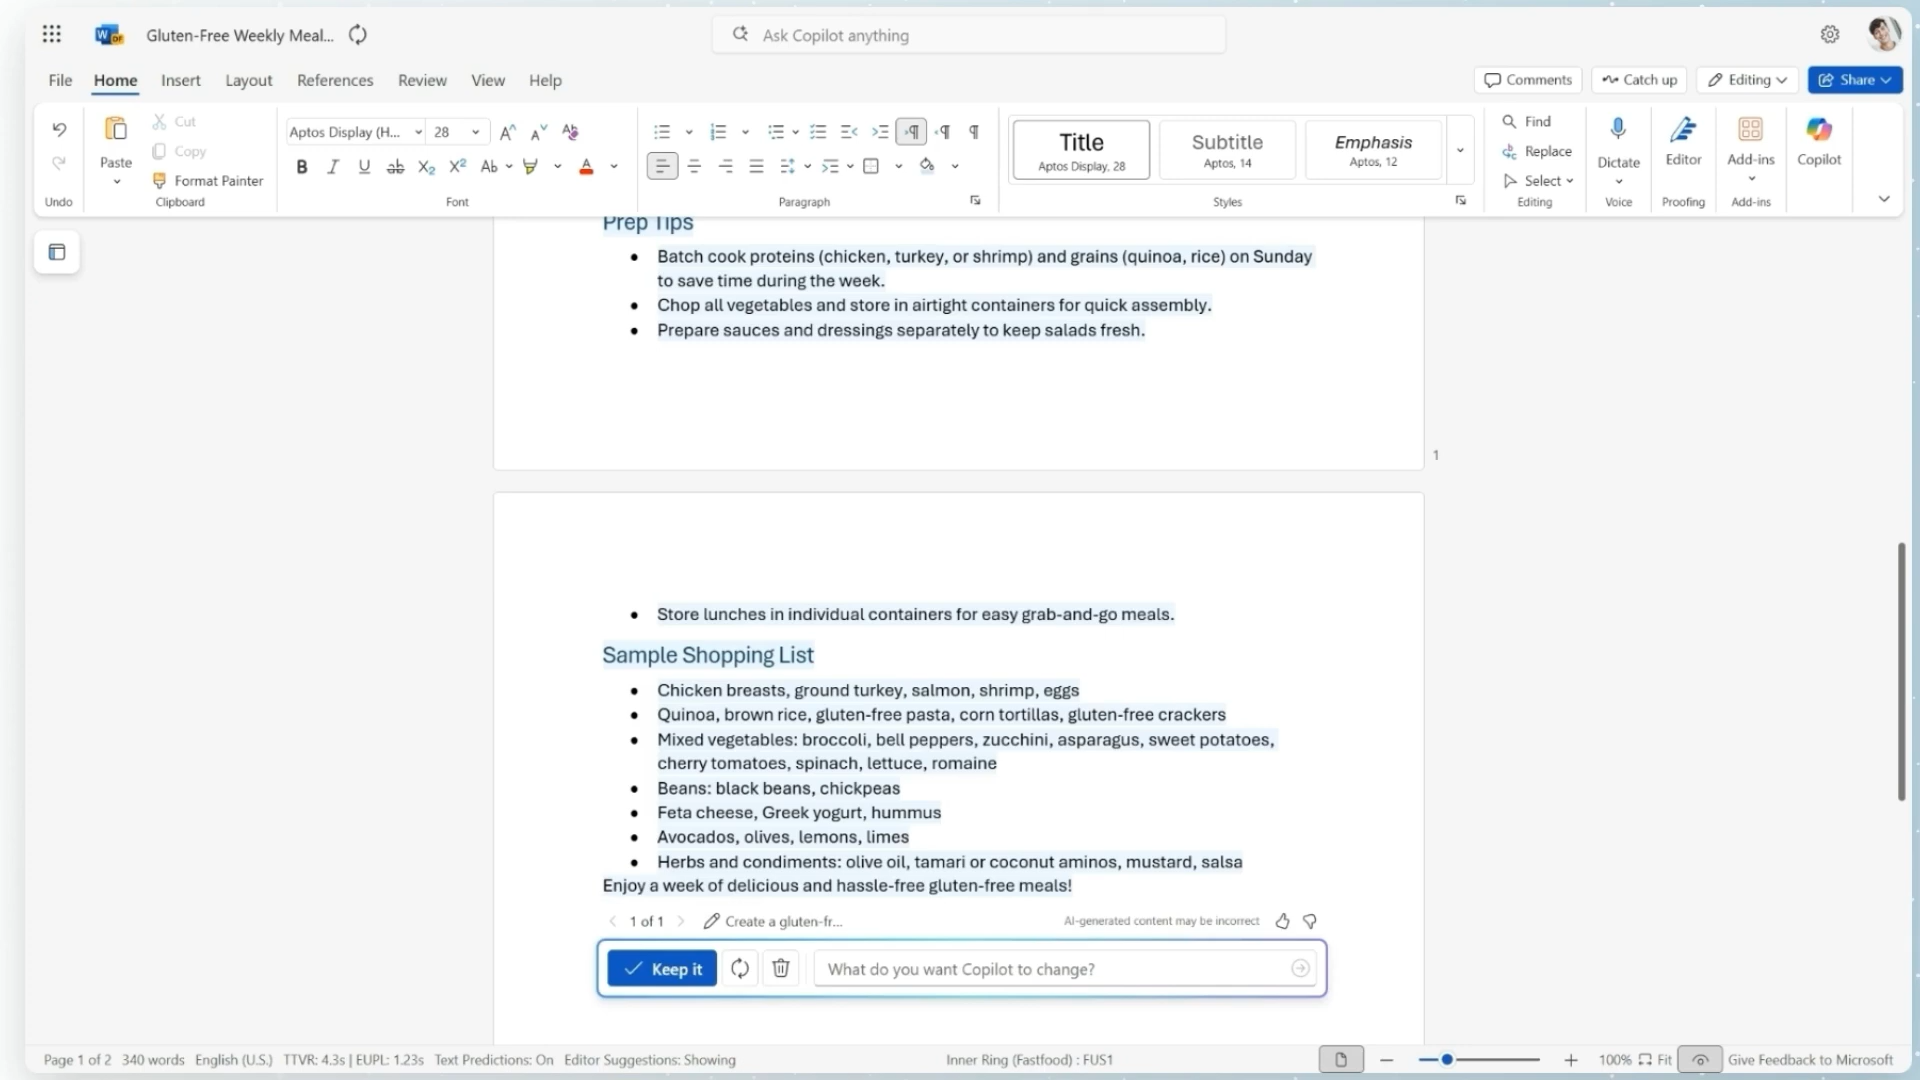 Gluten-Free Weekly Meal...
Ask Copilot anything
File Home Insert Layout References Review View Help
Comments Catch up Editing Share
Paste
Cut
Copy
Format Painter
Undo
Clipboard
Aptos Display (H... 28
Font
Paragraph
Title
Aptos Display, 28
Subtitle
Aptos, 14
Emphasis
Aptos, 12
Styles
Find
Replace
Select
Editing
Dictate
Voice
Editor
Proofing
Add-ins
Add-ins
Copilot
Prep Tips
• Batch cook proteins (chicken, turkey, or shrimp) and grains (quinoa, rice) on Sunday
to save time during the week.
• Chop all vegetables and store in airtight containers for quick assembly.
• Prepare sauces and dressings separately to keep salads fresh.
1
• Store lunches in individual containers for easy grab-and-go meals.
Sample Shopping List
• Chicken breasts, ground turkey, salmon, shrimp, eggs
• Quinoa, brown rice, gluten-free pasta, corn tortillas, gluten-free crackers
• Mixed vegetables: broccoli, bell peppers, zucchini, asparagus, sweet potatoes,
cherry tomatoes, spinach, lettuce, romaine
• Beans: black beans, chickpeas
• Feta cheese, Greek yogurt, hummus
• Avocados, olives, lemons, limes
• Herbs and condiments: olive oil, tamari or coconut aminos, mustard, salsa
Enjoy a week of delicious and hassle-free gluten-free meals!
1 of 1 Create a gluten-fr... AI-generated content may be incorrect
Keep it What do you want Copilot to change?
Page 1 of 2 340 words English (U.S.) TTVR: 4.3s | EUPL: 1.23s Text Predictions: On Editor Suggestions: Showing Inner Ring (Fastfood) : FUS1 100% Fit Give Feedback to Microsoft